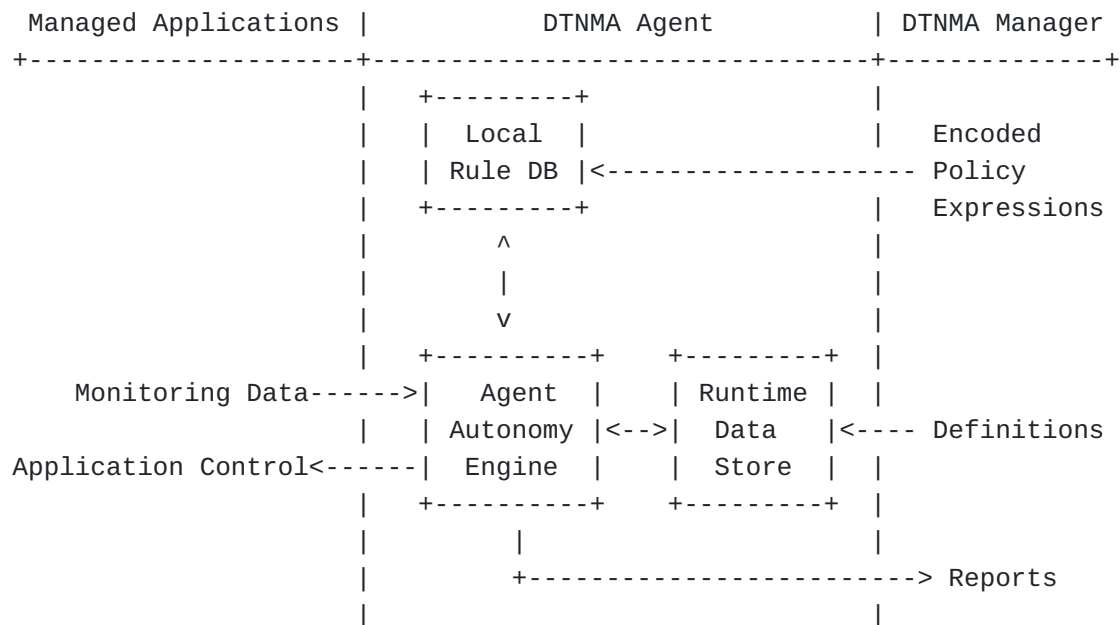 Managed Applications | DTNMA Agent | DTNMA Manager
+---------------------+--------------------------------+--------------+
| +---------+ |
| | Local | | Encoded
| | Rule DB |<--------------------- Policy
| +---------+ | Expressions
| ^ |
| | |
| v |
| +----------+ +---------+ |
Monitoring Data------>| Agent | | Runtime | |
| | Autonomy |<-->| Data |<---- Definitions
Application Control<------| Engine | | Store | |
| +----------+ +---------+ |
| | |
| +-------------------------> Reports
| |